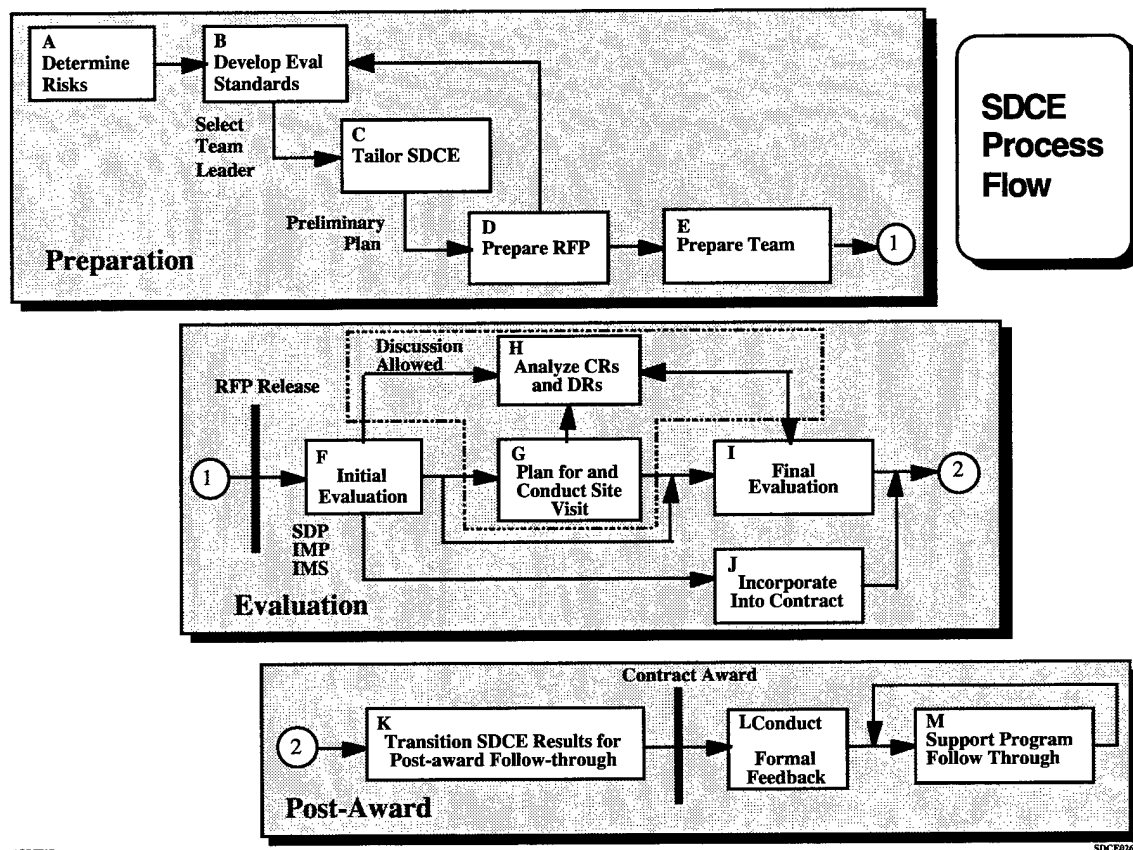 A
Determine
Risks
B
Develop Eval
Standards
SDCE
Process
Flow
Select
Team
Leader
C
Tailor SDCE
Preliminary
Plan
D
Prepare RFP
E
Prepare Team
1
Preparation
Discussion
Allowed
H
Analyze CRs
and DRs
RFP Release
1
F
Initial
Evaluation
G
Plan for and
Conduct Site
Visit
I
Final
Evaluation
2
SDP
IMP
IMS
J
Incorporate
Into Contract
Evaluation
Contract Award
2
K
Transition SDCE Results for
Post-award Follow-through
LConduct
Formal
Feedback
M
Support Program
Follow Through
Post-Award
SDCE026